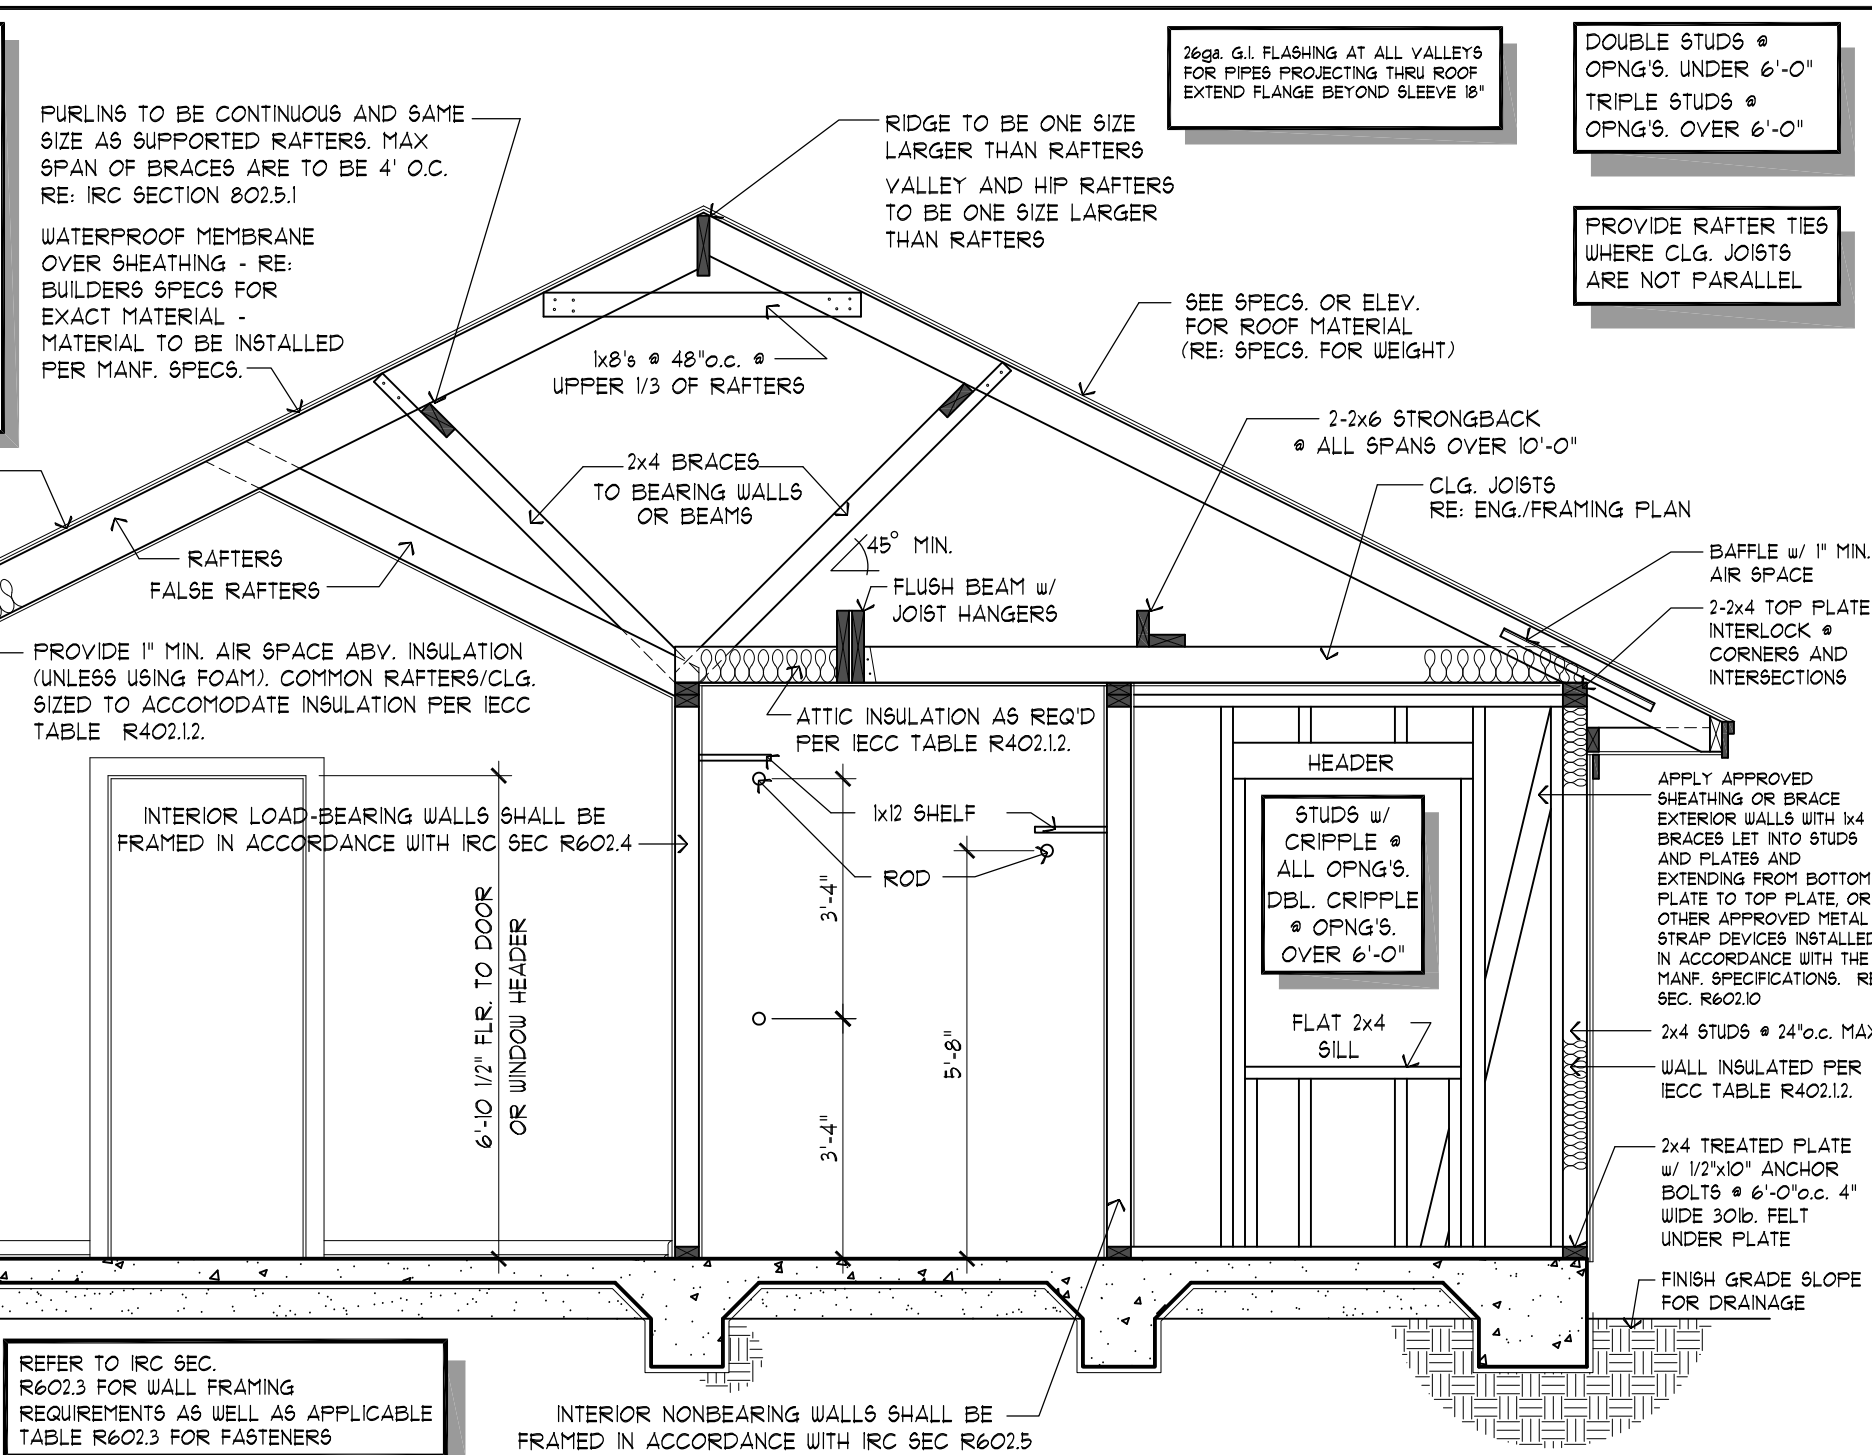 26ga. G.I. FLASHING AT ALL VALLEYS
FOR PIPES PROJECTING THRU ROOF
EXTEND FLANGE BEYOND SLEEVE 18"
DOUBLE STUDS @
OPNG'S. UNDER 6'-0"
TRIPLE STUDS @
OPNG'S. OVER 6'-0"
PURLINS TO BE CONTINUOUS AND SAME
SIZE AS SUPPORTED RAFTERS. MAX
SPAN OF BRACES ARE TO BE 4' O.C.
RE: IRC SECTION 802.5.1
RIDGE TO BE ONE SIZE
LARGER THAN RAFTERS
VALLEY AND HIP RAFTERS
TO BE ONE SIZE LARGER
THAN RAFTERS
PROVIDE RAFTER TIES
WHERE CLG. JOISTS
ARE NOT PARALLEL
WATERPROOF MEMBRANE
OVER SHEATHING - RE:
BUILDERS SPECS FOR
EXACT MATERIAL -
MATERIAL TO BE INSTALLED
PER MANF. SPECS.
SEE SPECS. OR ELEV.
FOR ROOF MATERIAL
(RE: SPECS. FOR WEIGHT)
1x8's @ 48"o.c. @
UPPER 1/3 OF RAFTERS
2-2x6 STRONGBACK
@ ALL SPANS OVER 10'-0"
2x4 BRACES
TO BEARING WALLS
OR BEAMS
CLG. JOISTS
RE: ENG./FRAMING PLAN
45° MIN.
RAFTERS
FALSE RAFTERS
FLUSH BEAM w/
JOIST HANGERS
BAFFLE w/ 1" MIN.
AIR SPACE
2-2x4 TOP PLATE
INTERLOCK @
CORNERS AND
INTERSECTIONS
PROVIDE 1" MIN. AIR SPACE ABV. INSULATION
(UNLESS USING FOAM). COMMON RAFTERS/CLG.
SIZED TO ACCOMODATE INSULATION PER IECC
TABLE R402.1.2.
ATTIC INSULATION AS REQ'D
PER IECC TABLE R402.1.2.
HEADER
INTERIOR LOAD-BEARING WALLS SHALL BE
FRAMED IN ACCORDANCE WITH IRC SEC R602.4
1x12 SHELF
ROD
STUDS w/
CRIPPLE @
ALL OPNG'S.
DBL. CRIPPLE
@ OPNG'S.
OVER 6'-0"
APPLY APPROVED
SHEATHING OR BRACE
EXTERIOR WALLS WITH 1x4
BRACES LET INTO STUDS
AND PLATES AND
EXTENDING FROM BOTTOM
PLATE TO TOP PLATE, OR
OTHER APPROVED METAL
STRAP DEVICES INSTALLED
IN ACCORDANCE WITH THE
MANF. SPECIFICATIONS. RE
SEC. R602.10
6'-10 1/2" FLR. TO DOOR
OR WINDOW HEADER
3'-4"
3'-4"
5'-8"
FLAT 2x4
SILL
2x4 STUDS @ 24"o.c. MAX
WALL INSULATED PER
IECC TABLE R402.1.2.
2x4 TREATED PLATE
w/ 1/2"x10" ANCHOR
BOLTS @ 6'-0"o.c. 4"
WIDE 30lb. FELT
UNDER PLATE
FINISH GRADE SLOPE
FOR DRAINAGE
REFER TO IRC SEC.
R602.3 FOR WALL FRAMING
REQUIREMENTS AS WELL AS APPLICABLE
TABLE R602.3 FOR FASTENERS
INTERIOR NONBEARING WALLS SHALL BE
FRAMED IN ACCORDANCE WITH IRC SEC R602.5